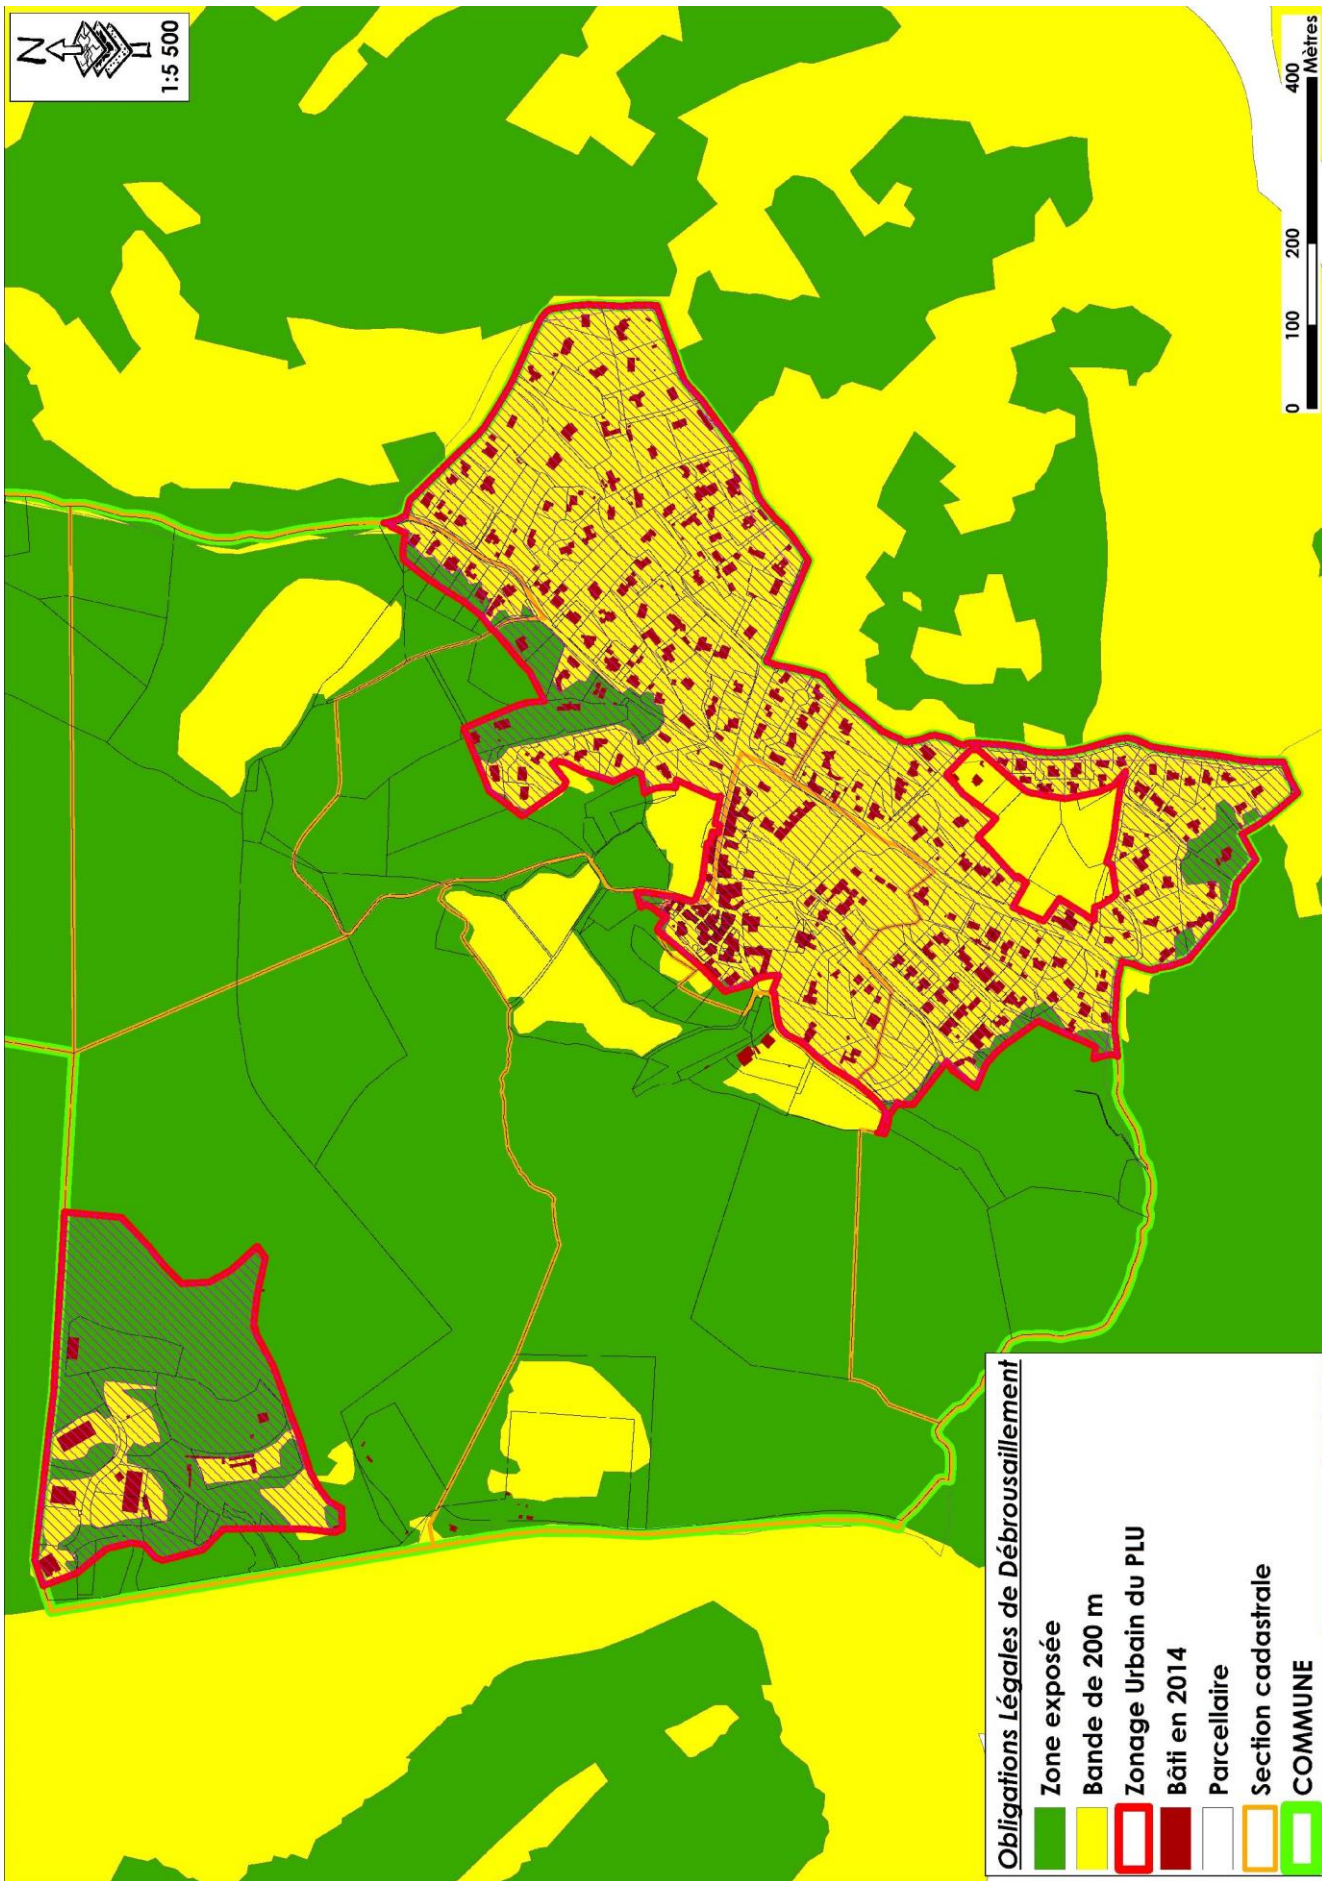 N
1:5 500
0 100 200 400
Mètres
Obligations Légales de Débrousaillement
Zone exposée
Bande de 200 m
Zonage Urbain du PLU
Bâti en 2014
Parcellaire
Section cadastrale
COMMUNE